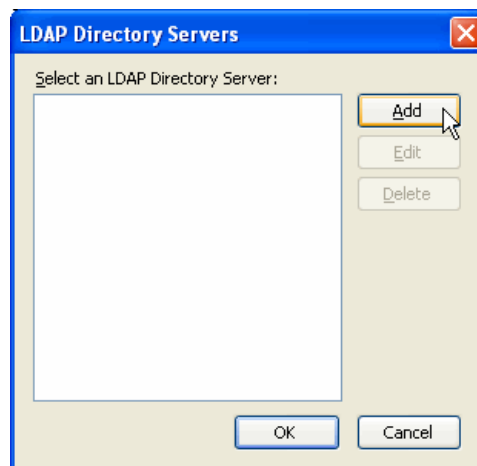 LDAP Directory Servers
Select an LDAP Directory Server:
Add
Edit
Delete
OK
Cancel